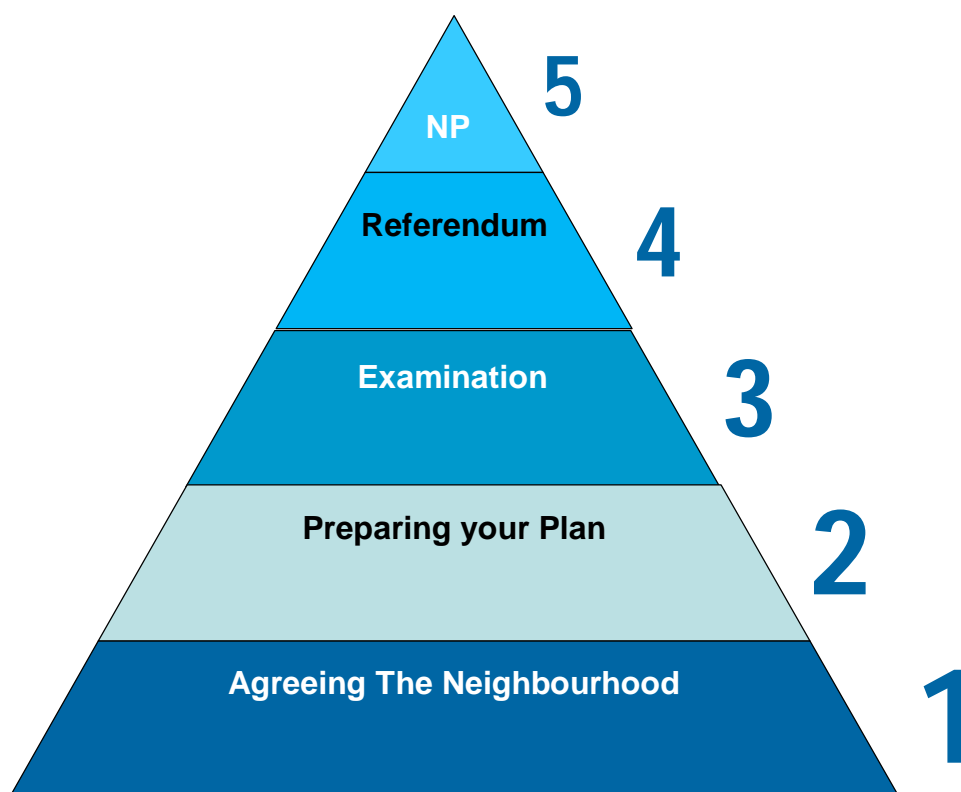 5
NP
Referendum
4
Examination
3
Preparing your Plan
2
Agreeing The Neighbourhood
1